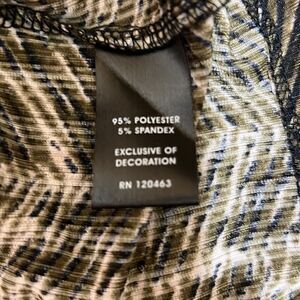 95% POLYESTER
5% SPANDEX
EXCLUSIVE OF
DECORATION
RN 120463